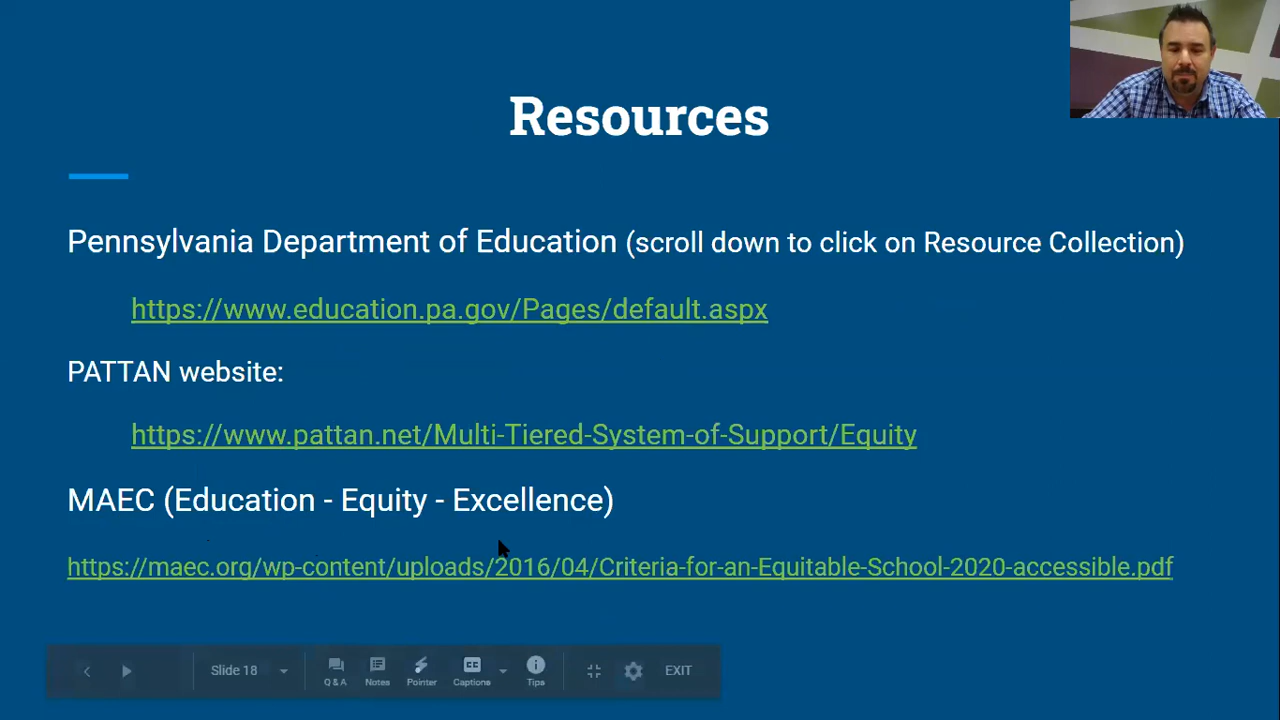 Resources
Pennsylvania Department of Education (scroll down to click on Resource Collection)
https://www.education.pa.gov/Pages/default.aspx
PATTAN website:
https://www.pattan.net/Multi-Tiered-System-of-Support/Equity
MAEC (Education - Equity - Excellence)
https://maec.org/wp-content/uploads/2016/04/Criteria-for-an-Equitable-School-2020-accessible.pdf
Slide 18 Q & A Notes Pointer CC Captions Tips EXIT